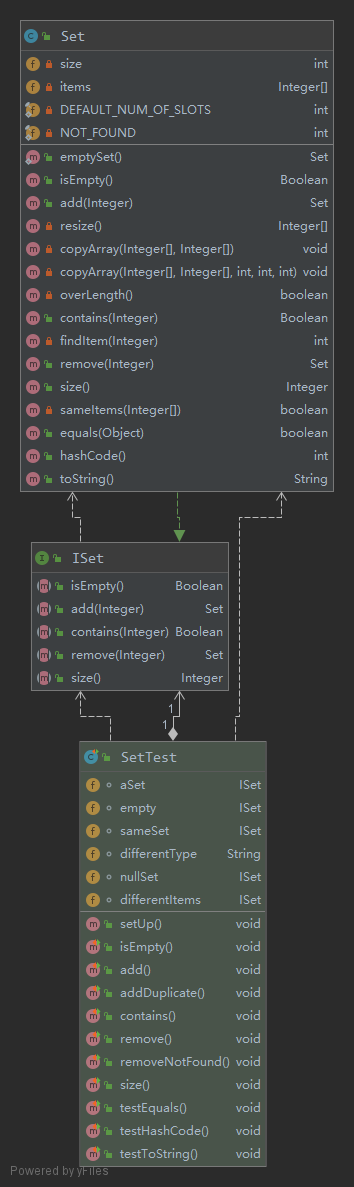 Set
size int
items Integer[]
DEFAULT_NUM_OF_SLOTS int
NOT_FOUND int
emptySet() Set
isEmpty() Boolean
add(Integer) Set
resize() Integer[]
copyArray(Integer[], Integer[]) void
copyArray(Integer[], Integer[], int, int, int) void
overLength() boolean
contains(Integer) Boolean
findItem(Integer) int
remove(Integer) Set
size() Integer
sameItems(Integer[]) boolean
equals(Object) boolean
hashCode() int
toString() String
ISet
isEmpty() Boolean
add(Integer) Set
contains(Integer) Boolean
remove(Integer) Set
size() Integer
1
1
SetTest
aSet ISet
empty ISet
sameSet ISet
differentType String
nullSet ISet
differentItems ISet
setUp() void
isEmpty() void
add() void
addDuplicate() void
contains() void
remove() void
removeNotFound() void
size() void
testEquals() void
testHashCode() void
testToString() void
Powered by yFiles